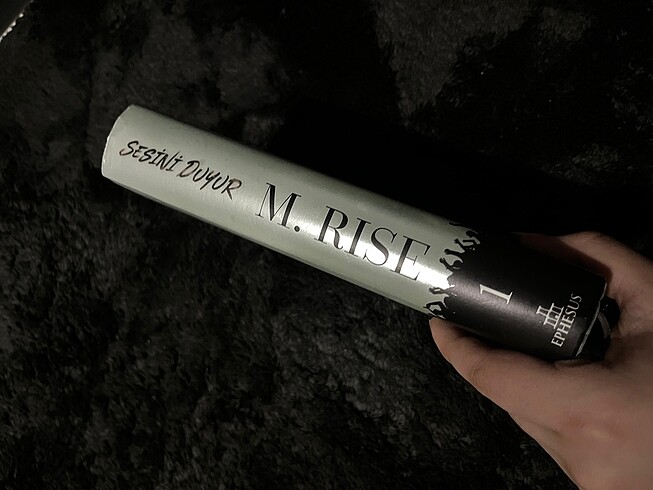 SESİNİ DUYUR
M. RISE
1
EPHESUS